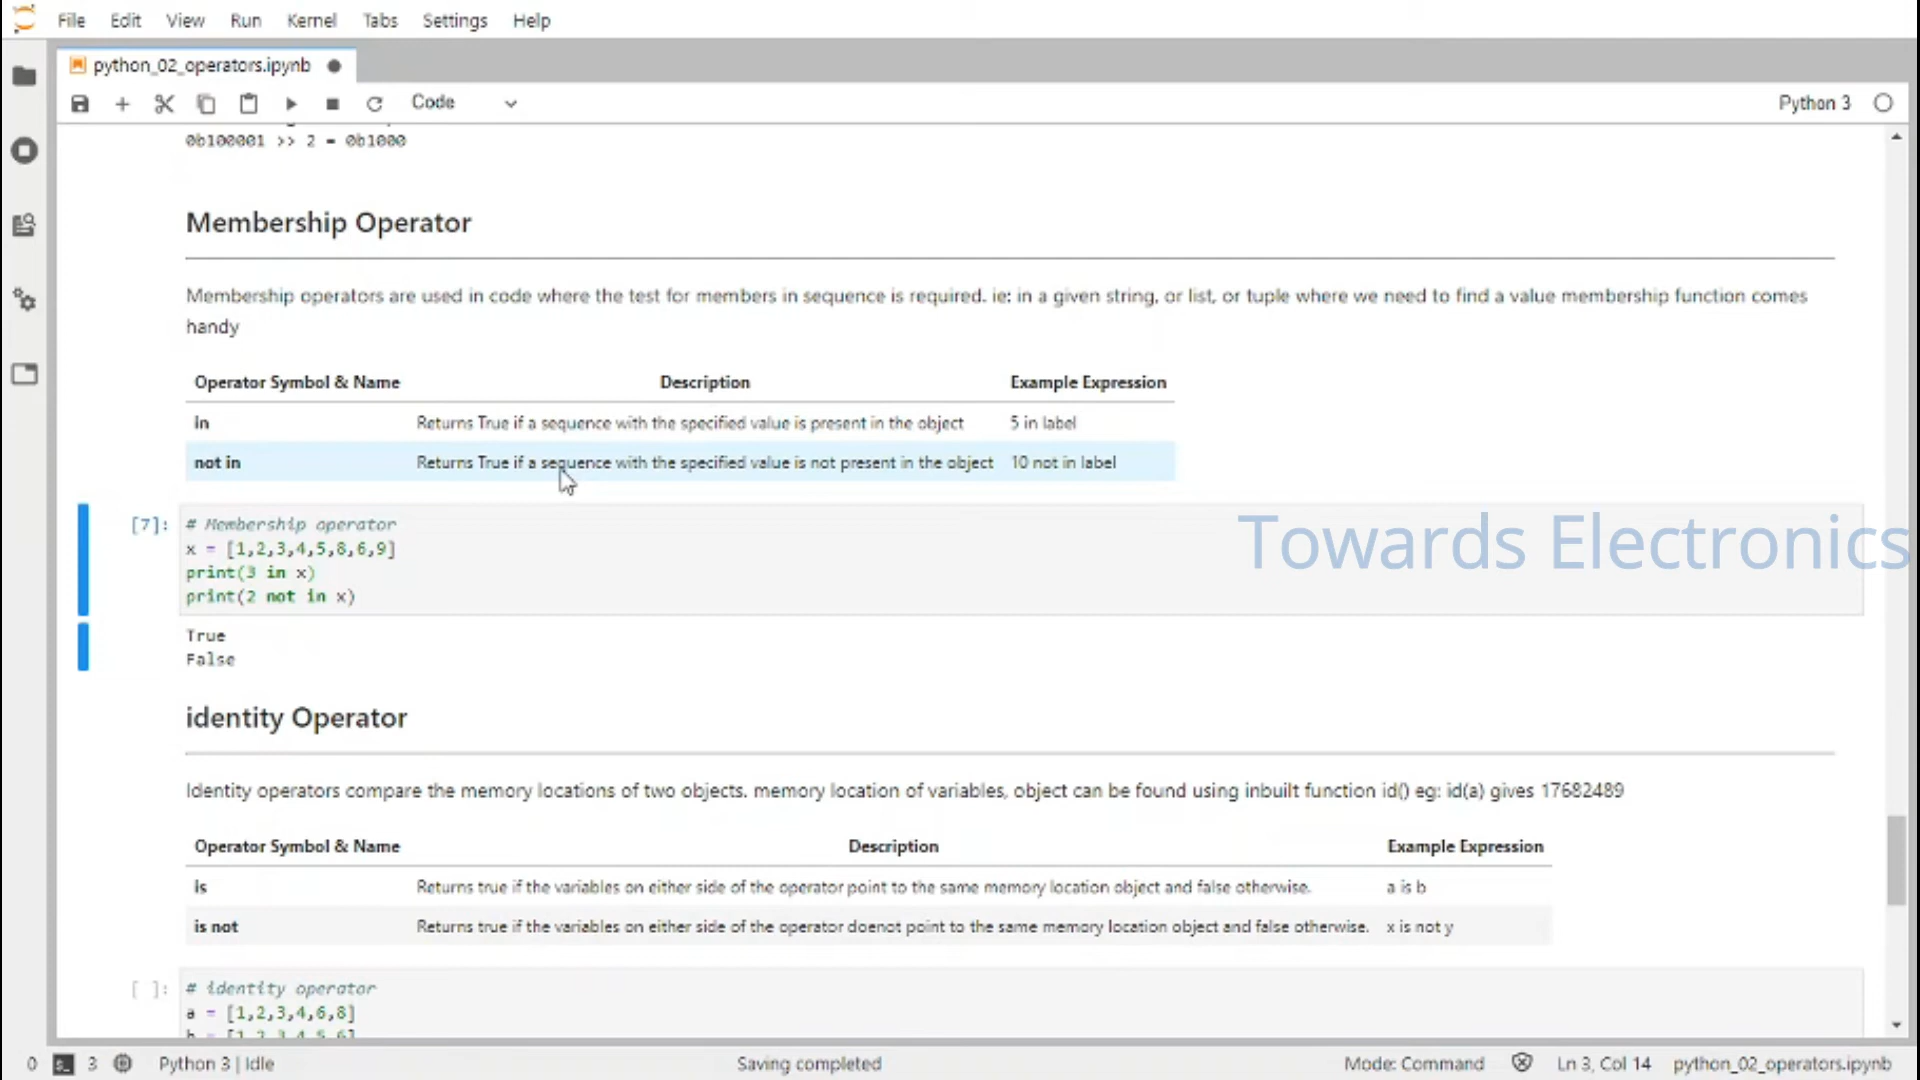 File Edit View Run Kernel Tabs Settings Help
python_02_operators.ipynb
Code
Python 3
0b100001 >> 2 = 0b1000
Membership Operator
Membership operators are used in code where the test for members in sequence is required. ie: in a given string, or list, or tuple where we need to find a value membership function comes
handy
Operator Symbol & Name Description Example Expression
in Returns True if a sequence with the specified value is present in the object 5 in label
not in Returns True if a sequence with the specified value is not present in the object 10 not in label
[7]: # Membership operator
x = [1,2,3,4,5,8,6,9]
print(3 in x)
print(2 not in x)
Towards Electronics
True
False
identity Operator
Identity operators compare the memory locations of two objects. memory location of variables, object can be found using inbuilt function id() eg: id(a) gives 17682489
Operator Symbol & Name Description Example Expression
is Returns true if the variables on either side of the operator point to the same memory location object and false otherwise. a is b
is not Returns true if the variables on either side of the operator doenot point to the same memory location object and false otherwise. x is not y
[ ]: # identity operator
a = [1,2,3,4,6,8]
b = [1,2,3,4,5,6]
0 3 Python 3 | Idle Saving completed Mode: Command Ln 3, Col 14 python_02_operators.ipynb